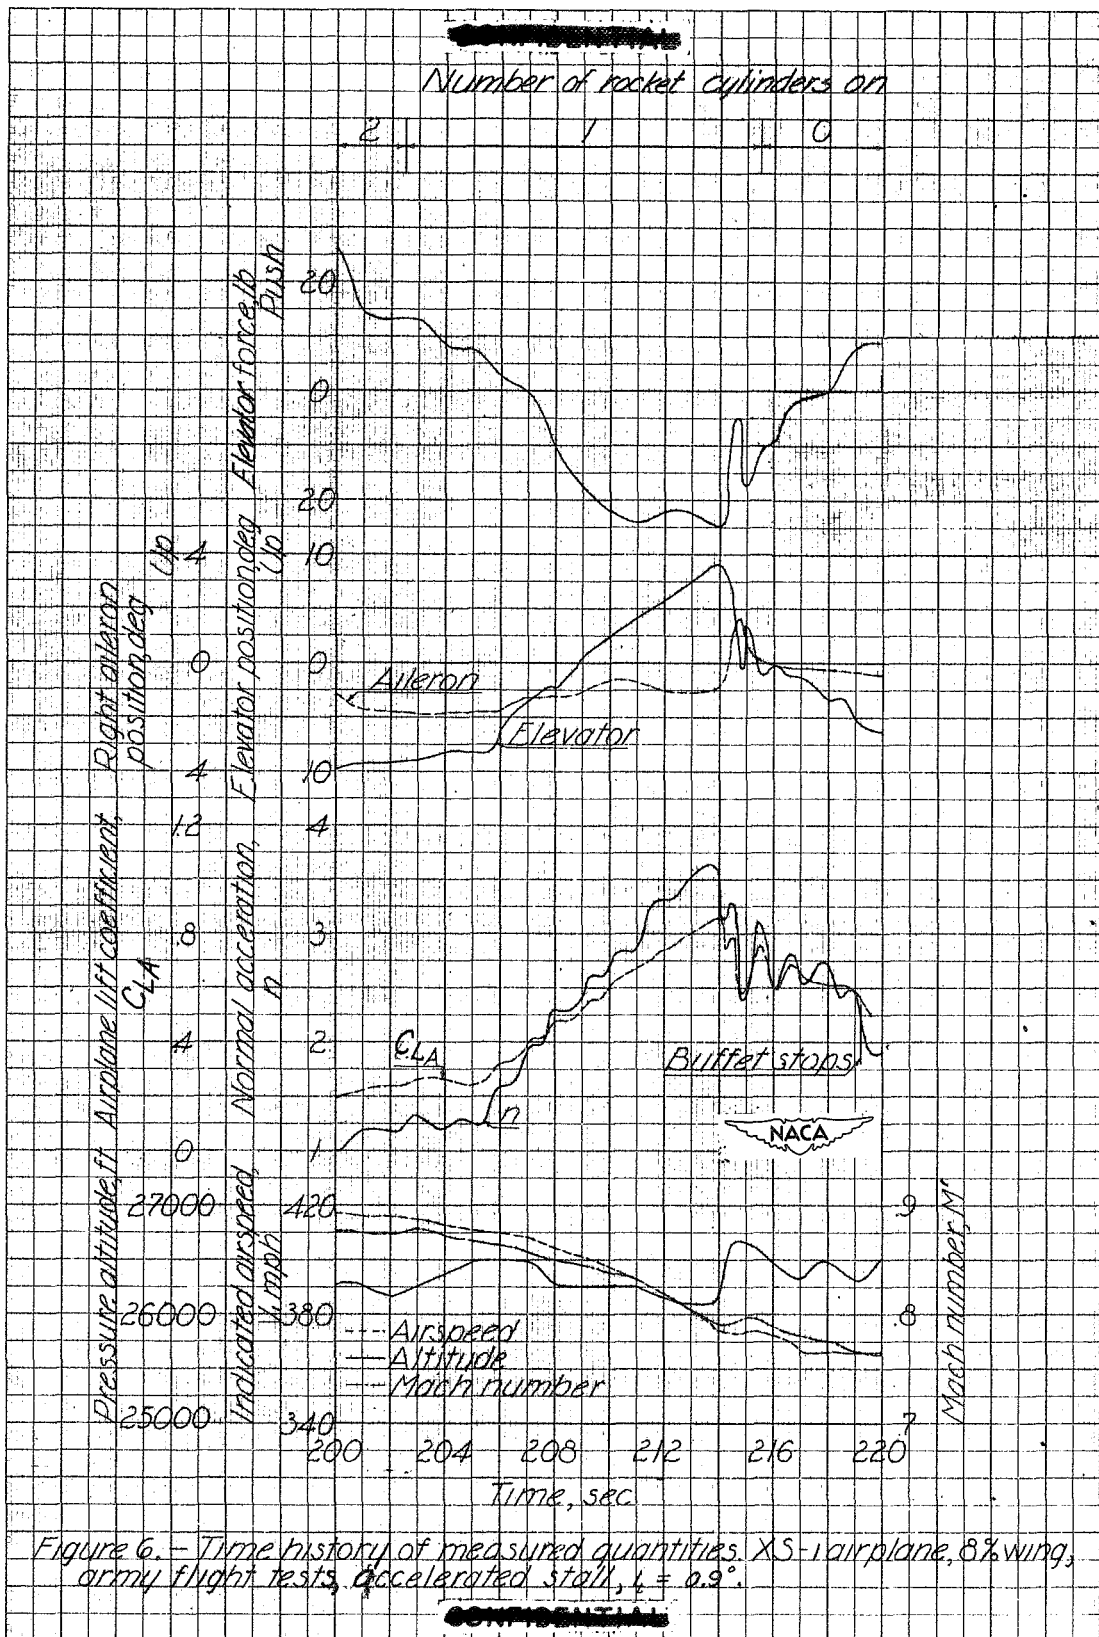 CONFIDENTIAL
Number of rocket cylinders on
2 1 0
Elevator force, lb
Push
20
0
20
Right aileron
position, deg
Up
4
0
4
Elevator position, deg
Up
10
0
10
Aileron
Elevator
Airplane lift coefficient,
CLA
1.2
.8
.4
0
Normal acceration,
n
4
3
2
1
CLA
n
Buffet stops
NACA
Pressure altitude, ft
27000
26000
25000
Indicated airspeed,
mph
420
380
340
Mach number, M'
.9
.8
.7
Airspeed
Altitude
Mach number
200 204 208 212 216 220
Time, sec
Figure 6.- Time history of measured quantities. XS-1 airplane, 8% wing,
army flight tests, accelerated stall, = 0.9°.
CONFIDENTIAL